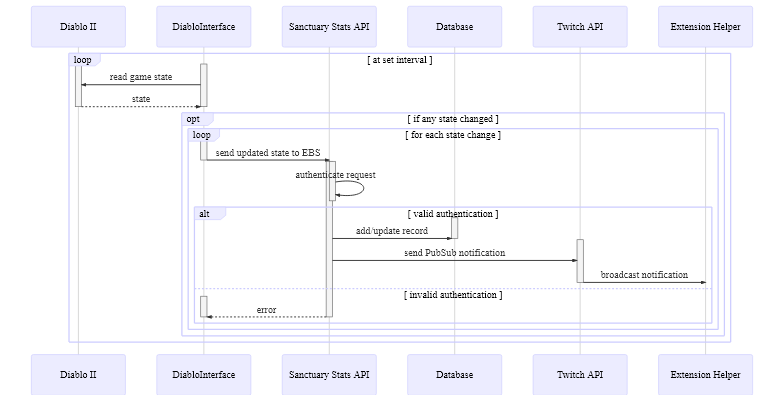 Diablo II
DiabloInterface
Sanctuary Stats API
Database
Twitch API
Extension Helper
loop
[ at set interval ]
read game state
state
opt
[ if any state changed ]
loop
[ for each state change ]
send updated state to EBS
authenticate request
alt
[ valid authentication ]
add/update record
send PubSub notification
broadcast notification
[ invalid authentication ]
error
Diablo II
DiabloInterface
Sanctuary Stats API
Database
Twitch API
Extension Helper